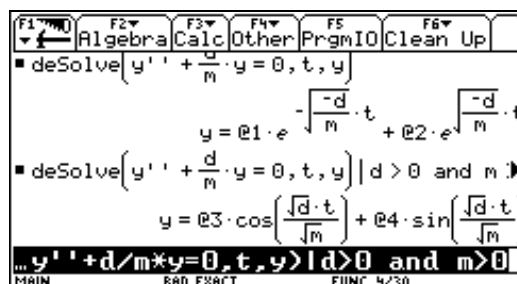 F1 F2 F3 F4 F5 F6
Algebra Calc Other PrgmIO Clean Up
▪ deSolve(y'' + d/m · y = 0, t, y)
y = @1 · e^(-√(-d/m) · t) + @2 · e^(√(-d/m) · t
▪ deSolve(y'' + d/m · y = 0, t, y) | d > 0 and m
y = @3 · cos(√d · t / √m) + @4 · sin(√d · t / √m
…y''+d/m*y=0,t,y)|d>0 and m>0
MAIN RAD EXACT FUNC 4/30